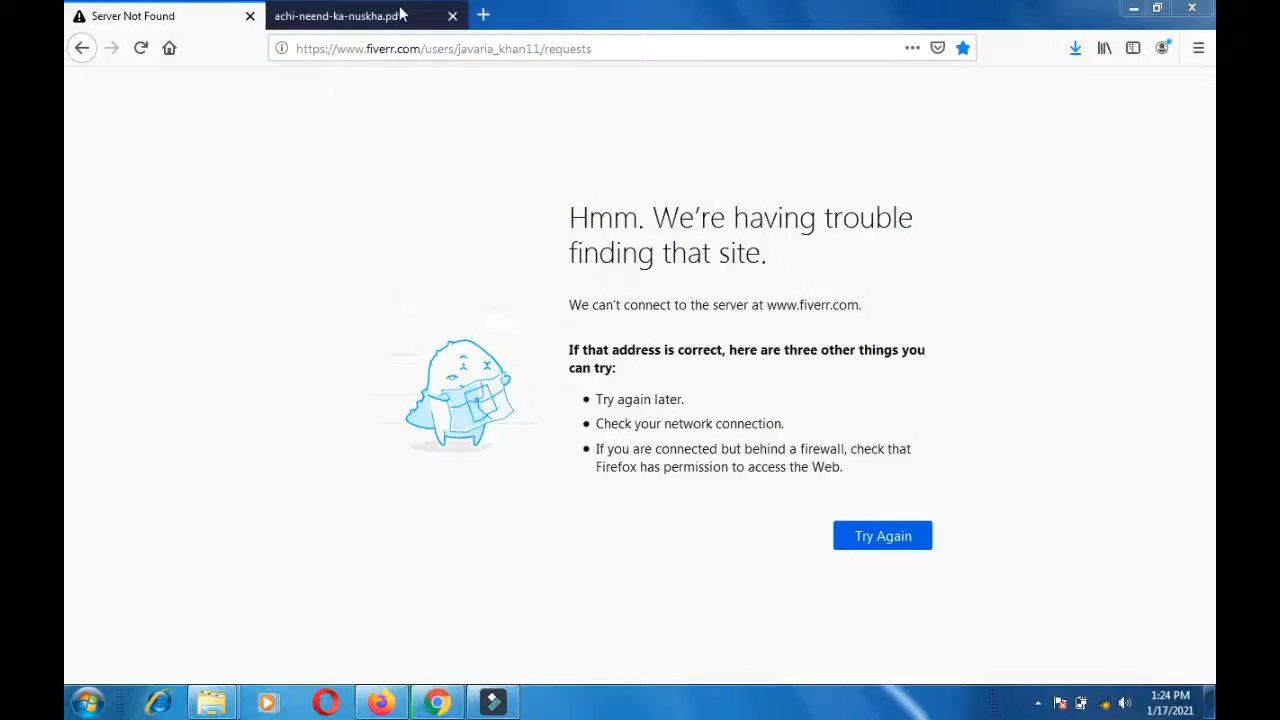 Server Not Found
achi-neend-ka-nuskha.pd
https://www.fiverr.com/users/javaria_khan11/requests
Hmm. We're having trouble
finding that site.
We can't connect to the server at www.fiverr.com.
If that address is correct, here are three other things you
can try:
Try again later.
Check your network connection.
If you are connected but behind a firewall, check that
Firefox has permission to access the Web.
Try Again
1:24 PM
1/17/2021